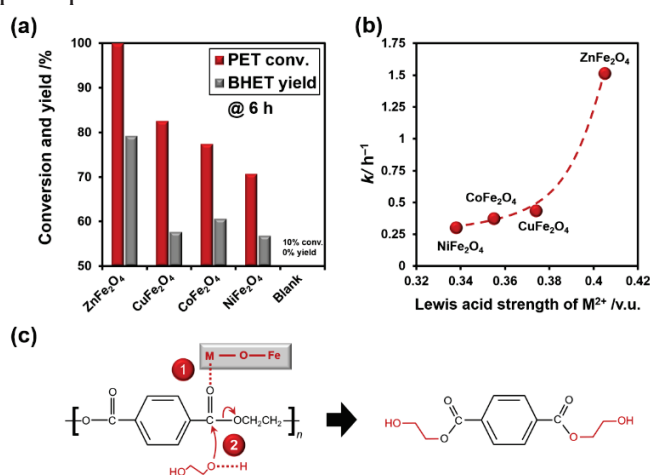 (a)
Conversion and yield /%
100
90
80
70
60
50
PET conv.
BHET yield
@ 6 h
10% conv.
0% yield
ZnFe₂O₄
CuFe₂O₄
CoFe₂O₄
NiFe₂O₄
Blank
(b)
k/ h⁻¹
1.75
1.5
1.25
1
0.75
0.5
0.25
0
ZnFe₂O₄
CoFe₂O₄
CuFe₂O₄
NiFe₂O₄
0.32
0.34
0.36
0.38
0.4
0.42
Lewis acid strength of M²⁺ /v.u.
(c)
1
M — O — Fe
O
O
O
OCH₂CH₂
n
2
HO
O
H
O
O
HO
O
O
OH